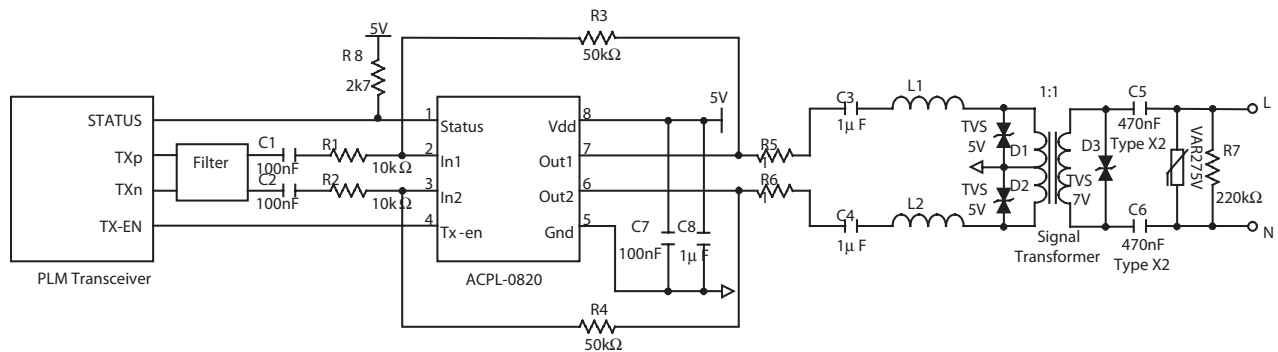 R3
50kΩ
5V
R 8
2k7
STATUS
TXp
TXn
TX-EN
PLM Transceiver
Filter
C1
100nF
C2
100nF
R1
10kΩ
R2
10kΩ
1
2
3
4
Status
In1
In2
Tx-en
Vdd
Out1
Out2
Gnd
8
7
6
5
ACPL-0820
C7
100nF
C8
1µ F
5V
R5
1
R6
1
R4
50kΩ
C3
1µ F
L1
C4
1µ F
L2
TVS
5V
D1
D2
TVS
5V
1:1
Signal
Transformer
D3
TVS
7V
C5
470nF
Type X2
C6
470nF
Type X2
VAR275V
R7
220kΩ
L
N